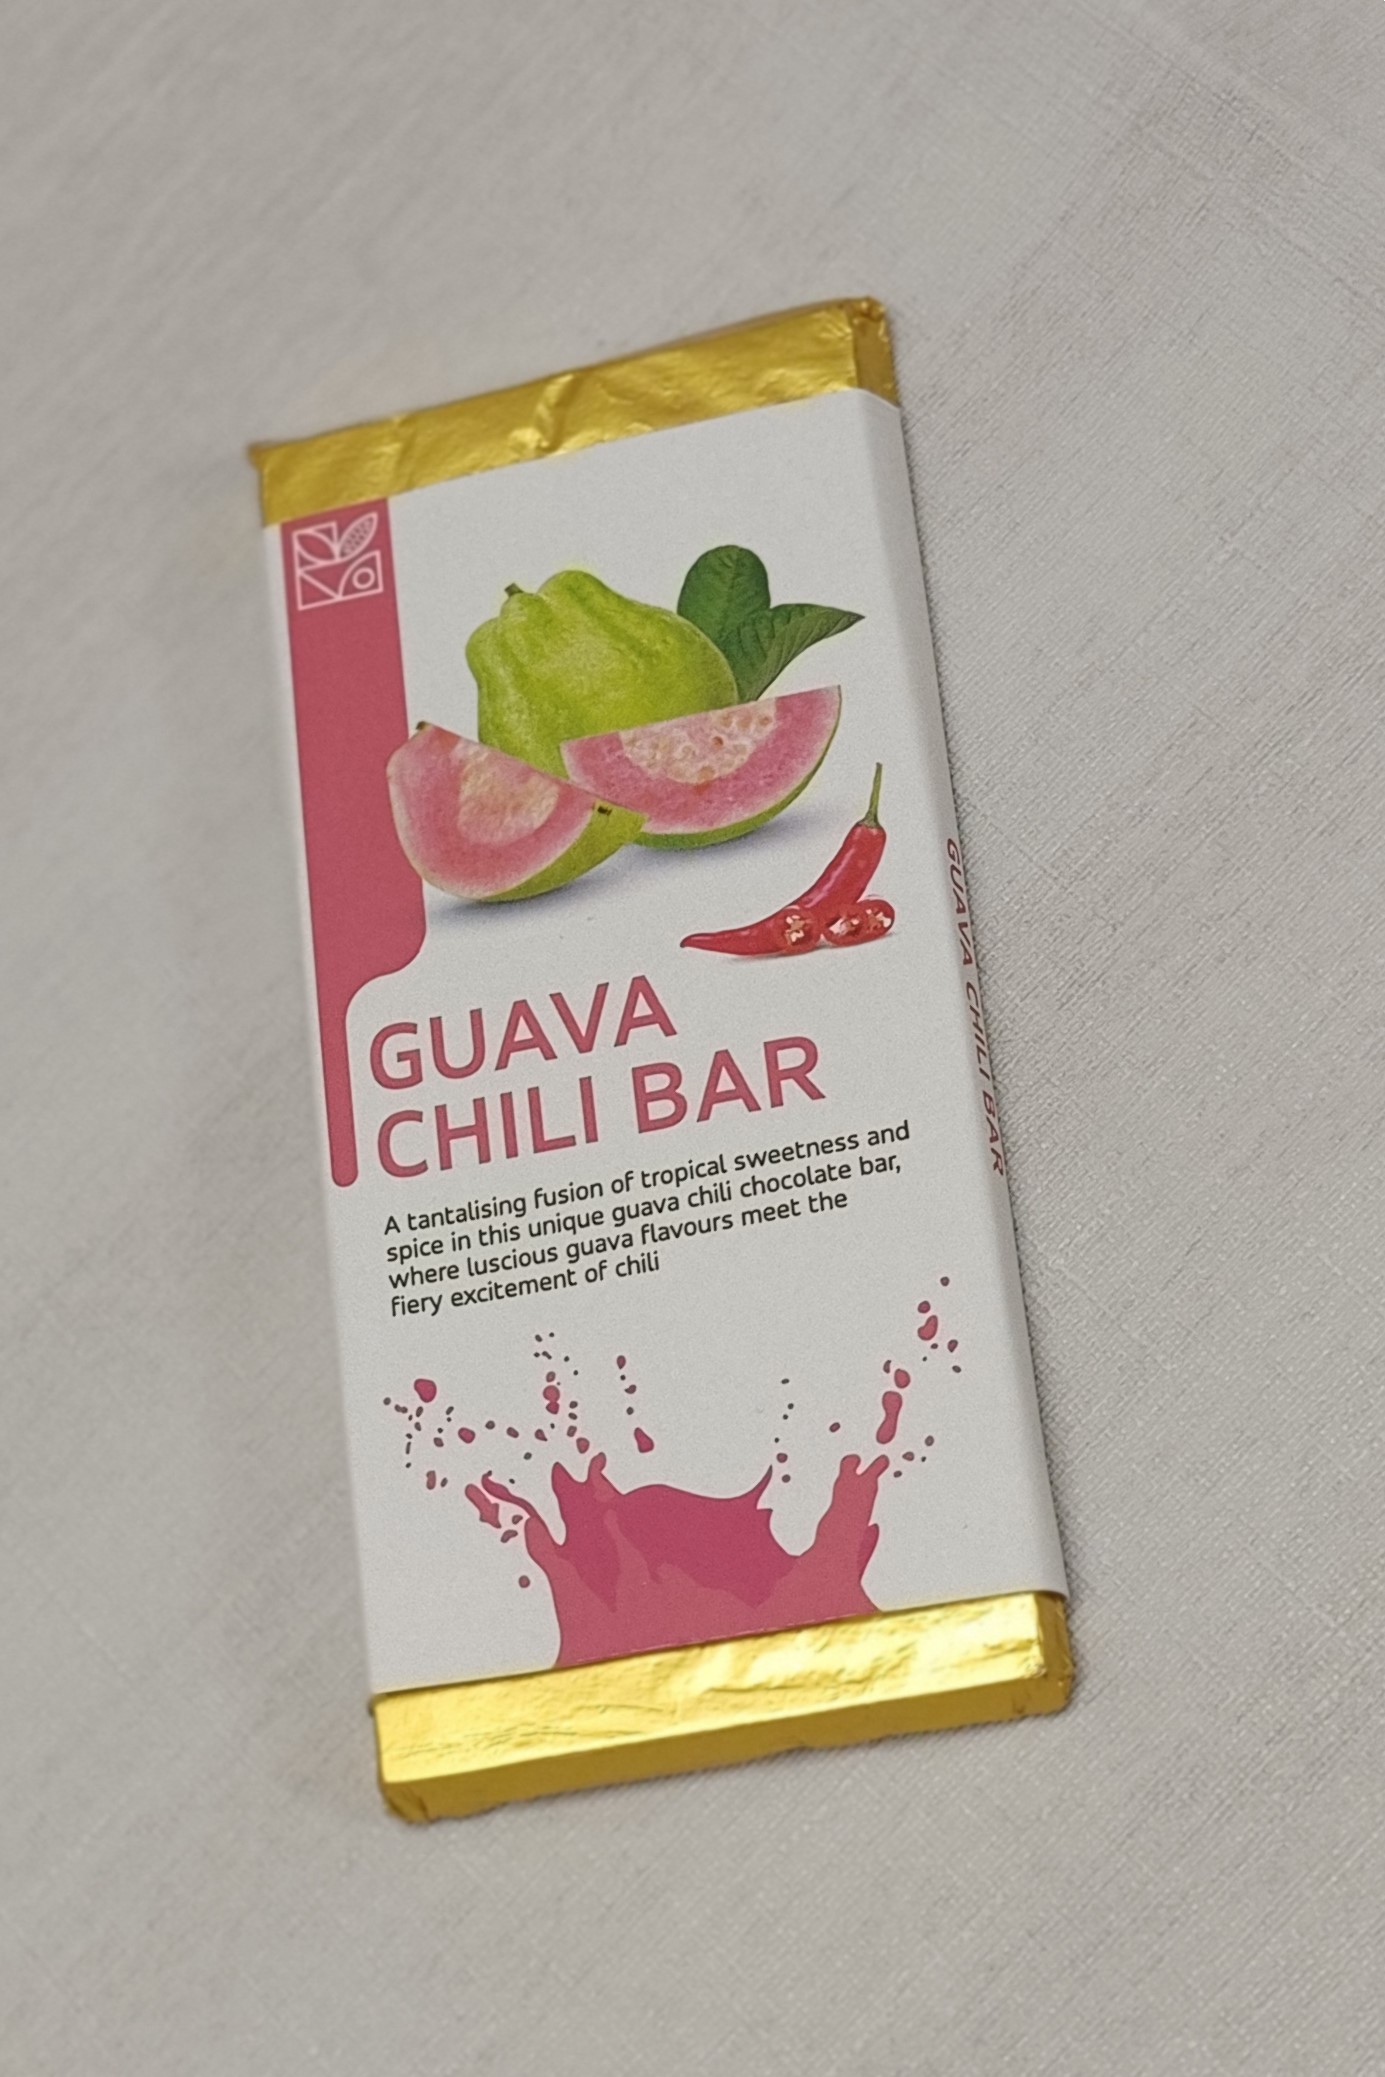 GUAVA
CHILI BAR
A tantalising fusion of tropical sweetness and
spice in this unique guava chili chocolate bar,
where luscious guava flavours meet the
fiery excitement of chili
GUAVA CHILI BAR